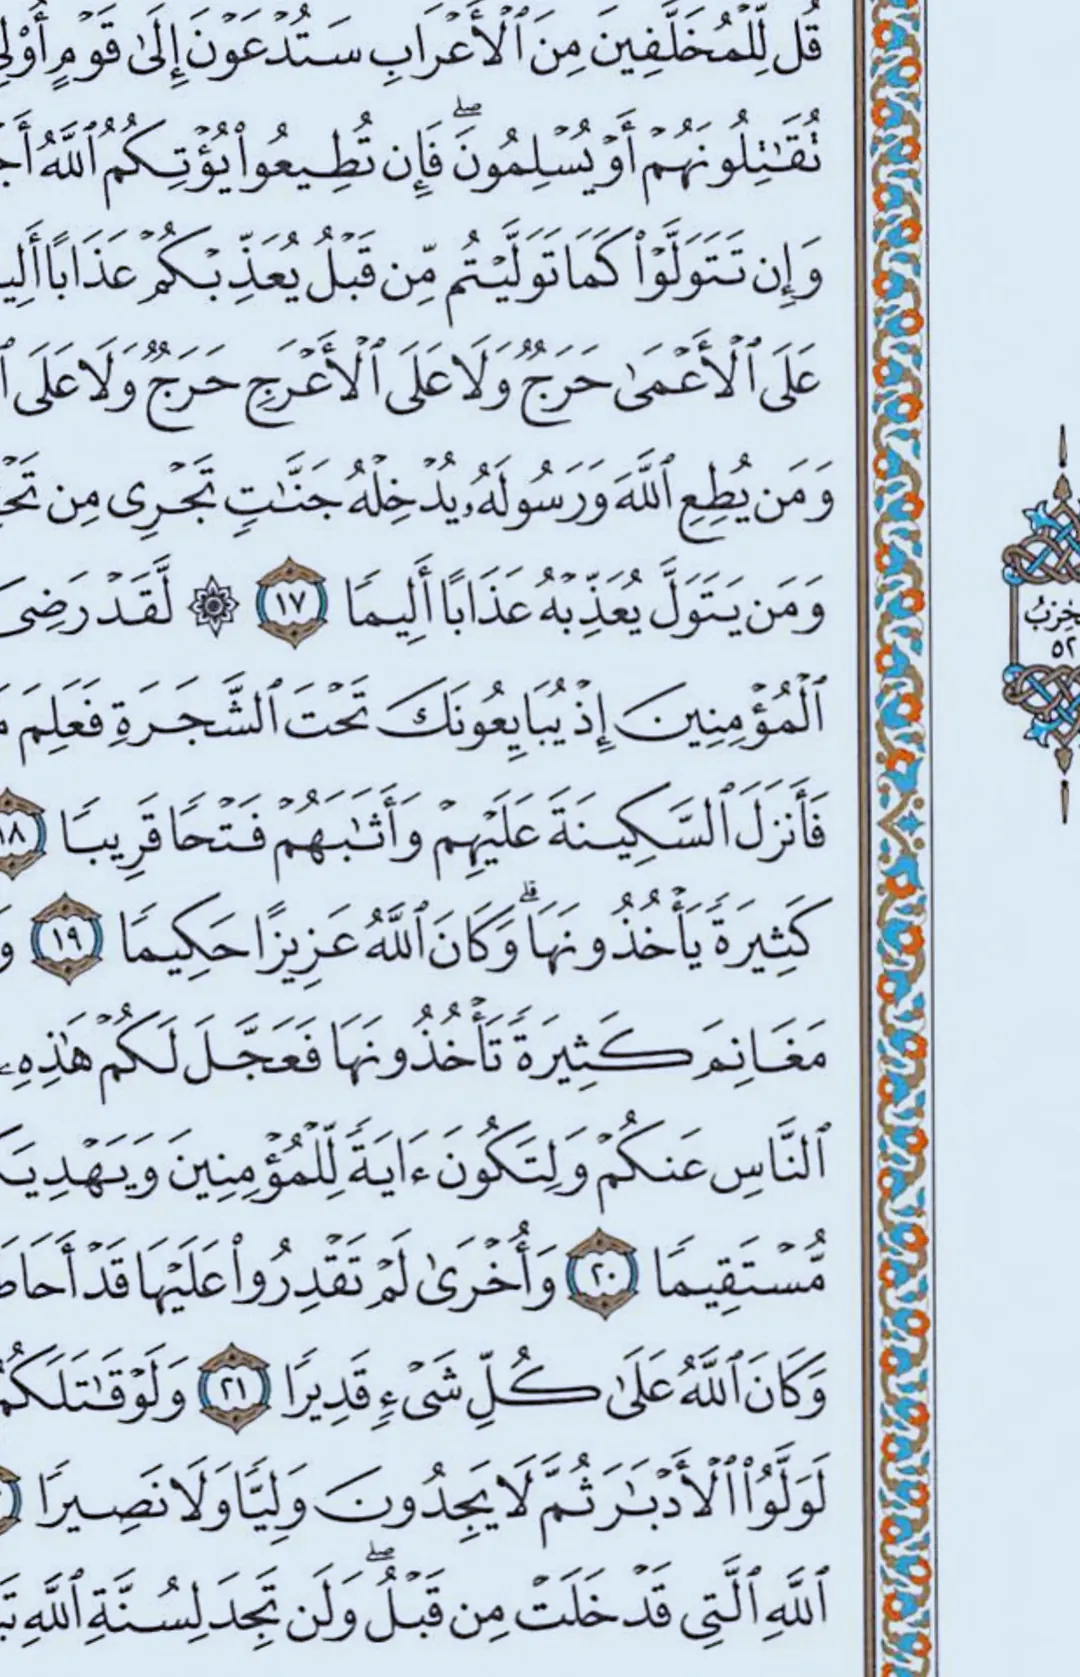 قُل لِّلْمُخَلَّفِينَ مِنَ ٱلْأَعْرَابِ سَتُدْعَوْنَ إِلَىٰ قَوْمٍ أُوْلِي
تُقَـٰتِلُونَهُمْ أَوْ يُسْلِمُونَۖ فَإِن تُطِيعُوا۟ يُؤْتِكُمُ ٱللَّهُ
وَإِن تَتَوَلَّوْا۟ كَمَا تَوَلَّيْتُم مِّن قَبْلُ يُعَذِّبْكُمْ عَذَابًا
عَلَى ٱلْأَعْمَىٰ حَرَجٌ وَلَا عَلَى ٱلْأَعْرَجِ حَرَجٌ وَلَا عَلَى
وَمَن يُطِعِ ٱللَّهَ وَرَسُولَهُۥ يُدْخِلْهُ جَنَّـٰتٍ تَجْرِى مِن
وَمَن يَتَوَلَّ يُعَذِّبْهُ عَذَابًا أَلِيمًا ١٧ ۞ لَّقَدْ رَضِىَ
ٱلْمُؤْمِنِينَ إِذْ يُبَايِعُونَكَ تَحْتَ ٱلشَّجَرَةِ فَعَلِمَ
فَأَنزَلَ ٱلسَّكِينَةَ عَلَيْهِمْ وَأَثَـٰبَهُمْ فَتْحًا قَرِيبًا ١٨
كَثِيرَةً يَأْخُذُونَهَاۗ وَكَانَ ٱللَّهُ عَزِيزًا حَكِيمًا ١٩
مَغَانِمَ كَثِيرَةً تَأْخُذُونَهَا فَعَجَّلَ لَكُمْ هَـٰذِهِۦ
ٱلنَّاسِ عَنكُمْ وَلِتَكُونَ ءَايَةً لِّلْمُؤْمِنِينَ
مُّسْتَقِيمًا ٢٠ وَأُخْرَىٰ لَمْ تَقْدِرُوا۟ عَلَيْهَا قَدْ
وَكَانَ ٱللَّهُ عَلَىٰ كُلِّ شَىْءٍ قَدِيرًا ٢١ وَلَوْ قَـٰتَلَكُمُ
لَوَلَّوُا۟ ٱلْأَدْبَـٰرَ ثُمَّ لَا يَجِدُونَ وَلِيًّا وَلَا نَصِيرًا
ٱللَّهِ ٱلَّتِى قَدْ خَلَتْ مِن قَبْلُۖ وَلَن تَجِدَ لِسُنَّةِ ٱللَّهِ
٥٢